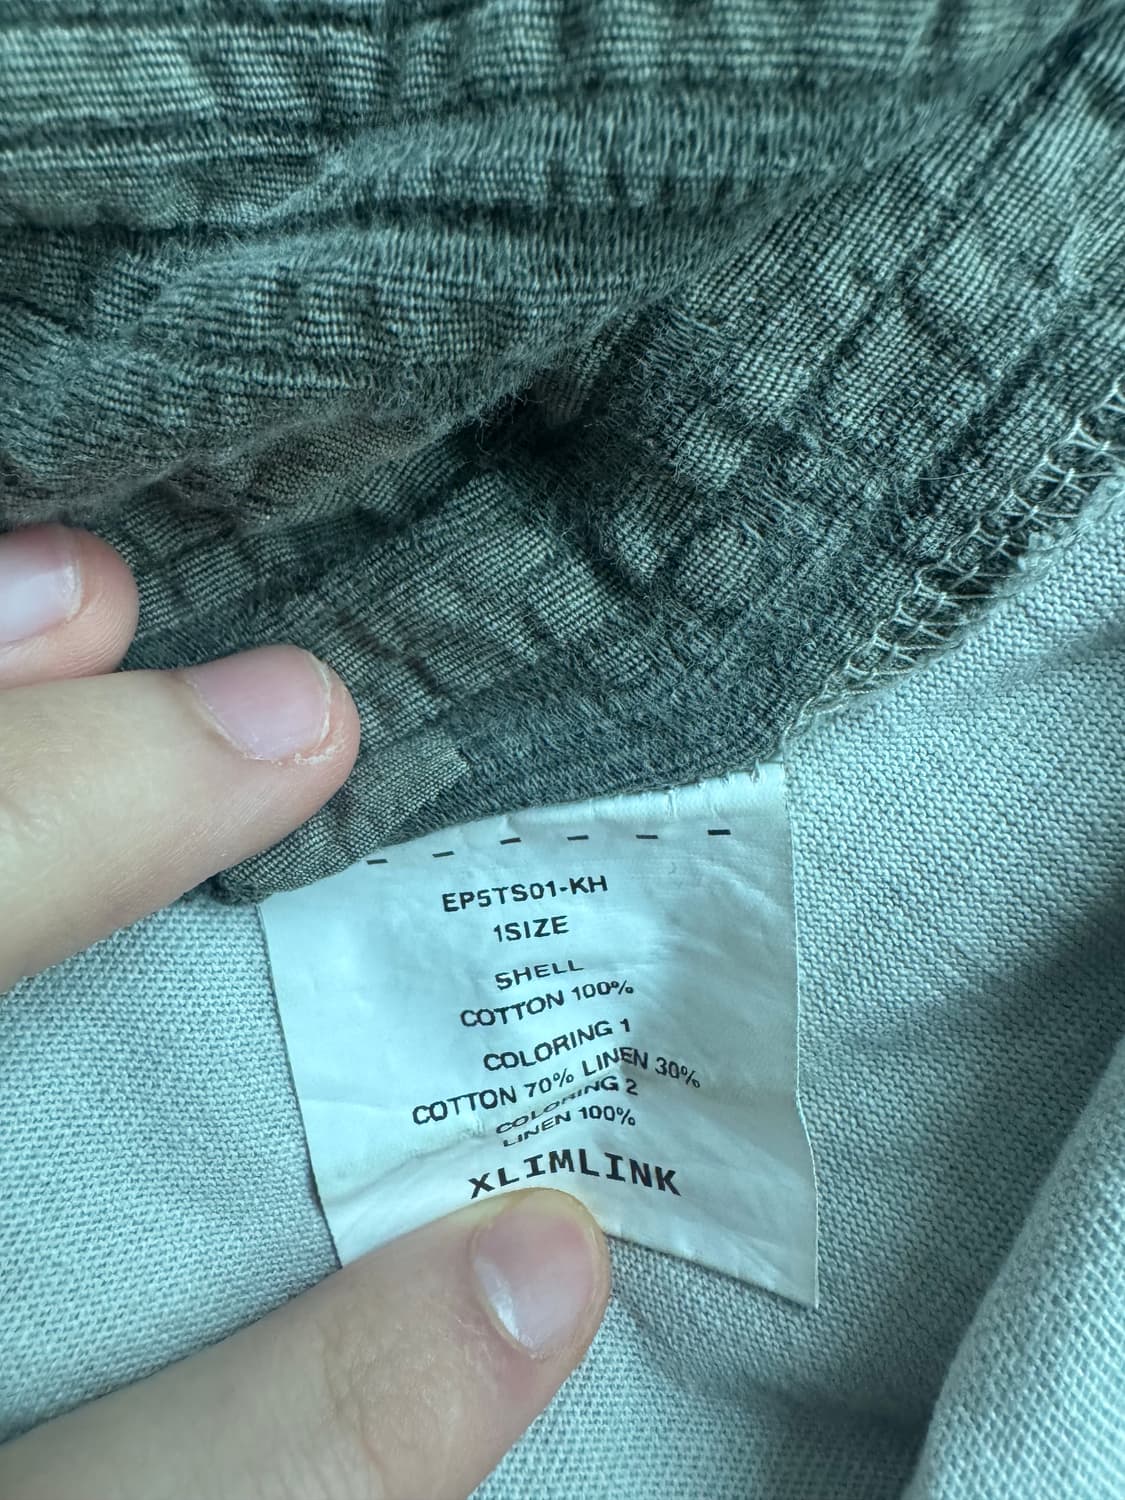 EP5TS01-KH
1SIZE
SHELL
COTTON 100%
COLORING 1
COTTON 70% LINEN 30%
COLORING 2
LINEN 100%
XLIMLINK